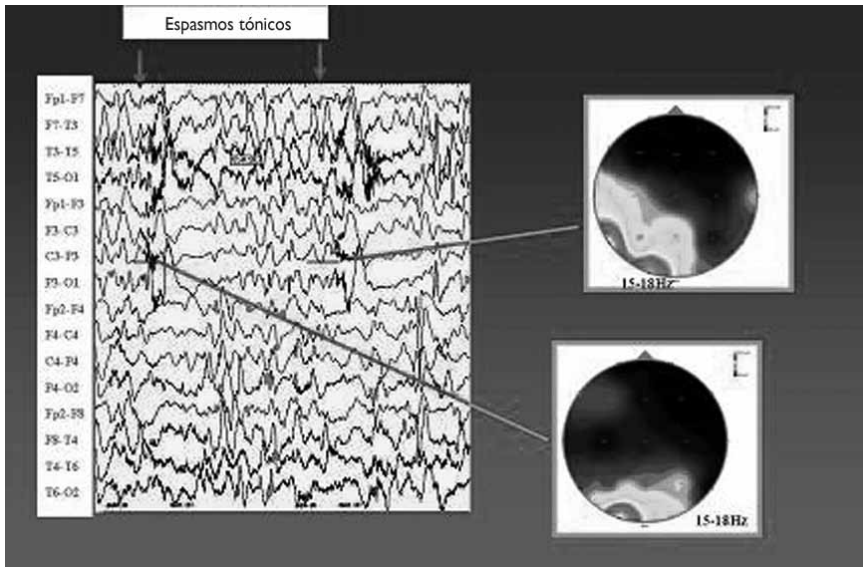 Espasmos tónicos
Fp1-F7
F7-T3
T3-T5
T5-O1
Fp1-F3
F3-C3
C3-P3
P3-O1
Fp2-F4
F4-C4
C4-P4
P4-O2
Fp2-F8
F8-T4
T4-T6
T6-O2
15-18Hz
15-18Hz